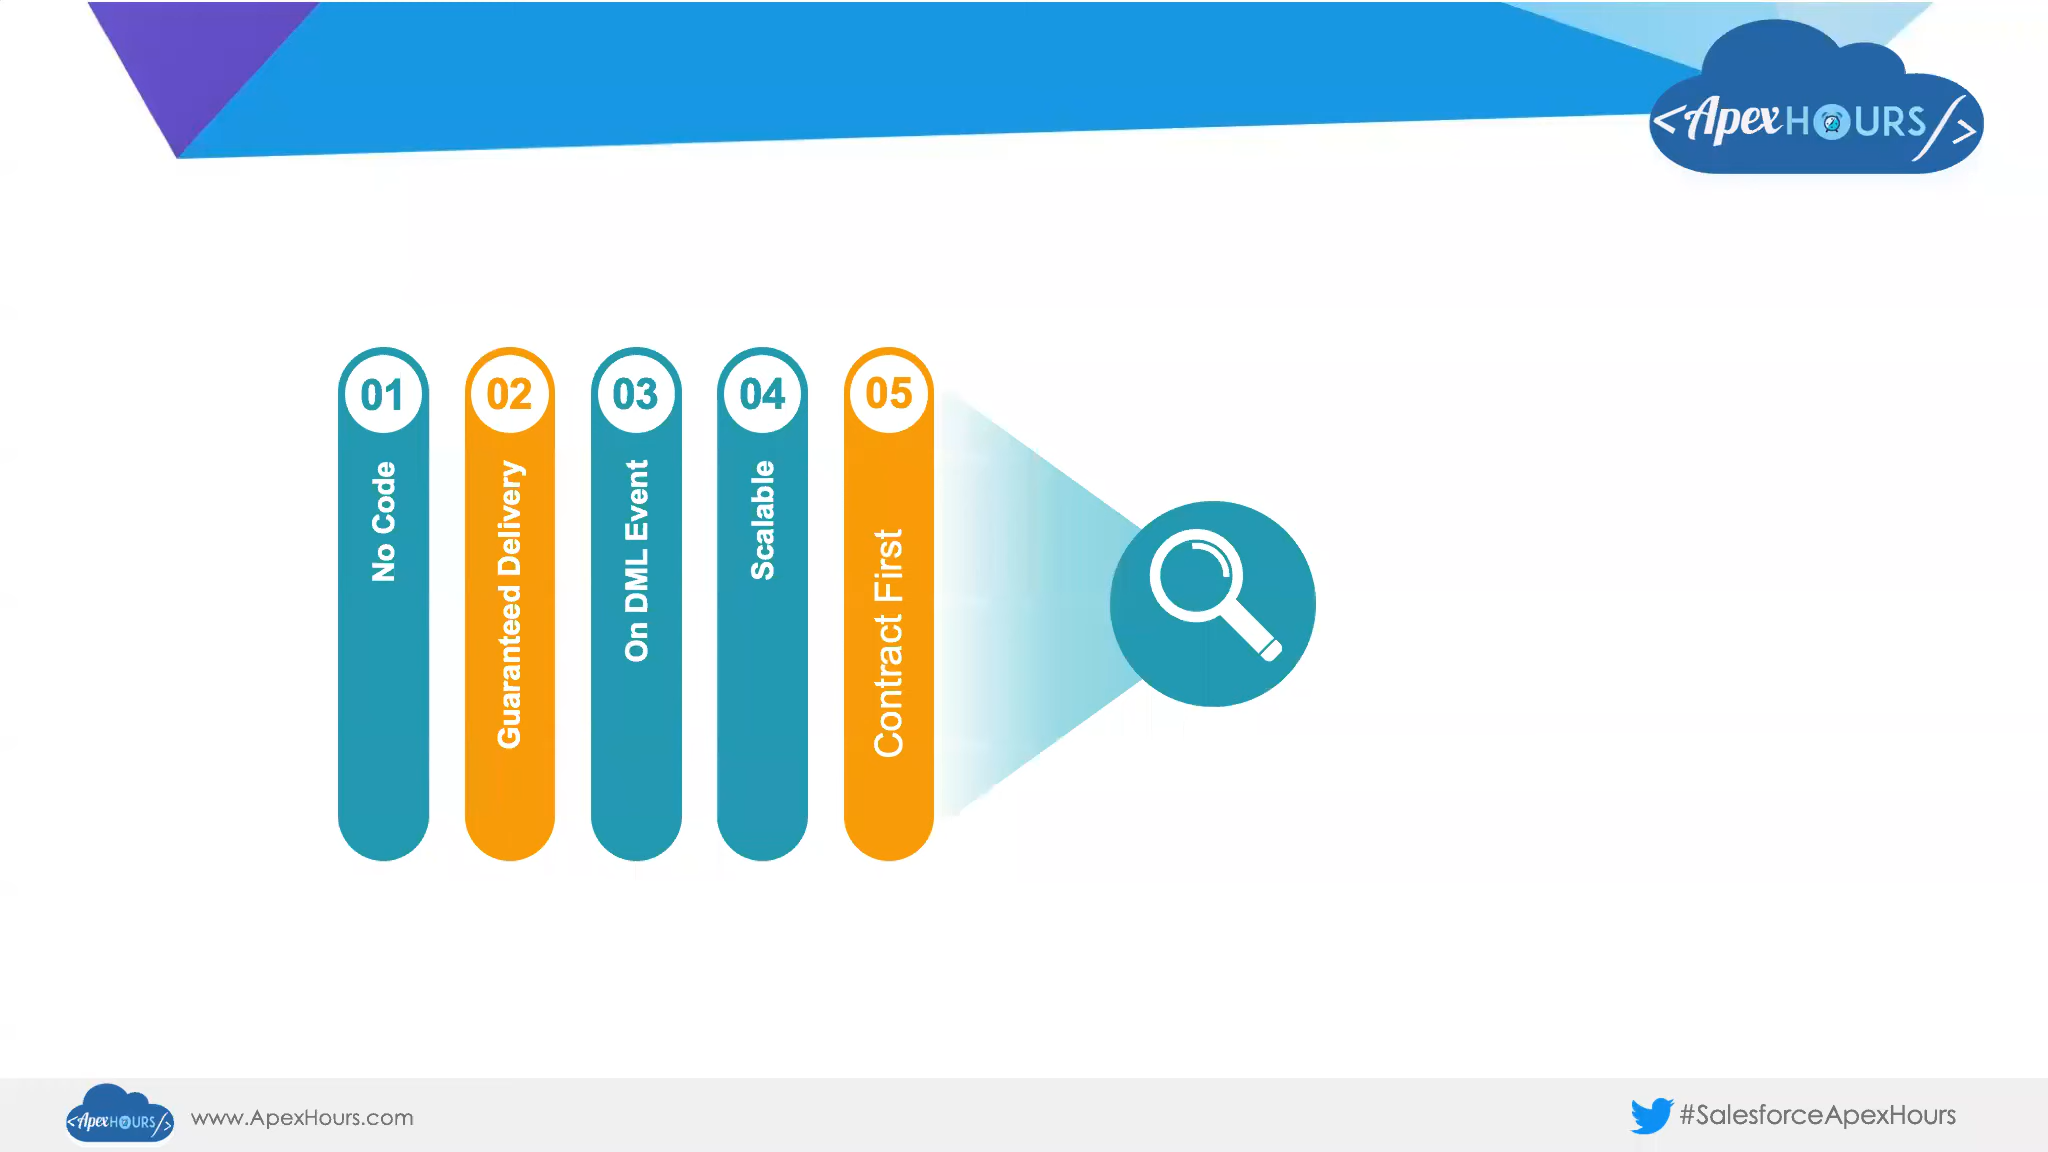 <ApexHOURS/>
01
No Code
02
Guaranteed Delivery
03
On DML Event
04
Scalable
05
Contract First
<ApexHOURS/>
www.ApexHours.com
#SalesforceApexHours